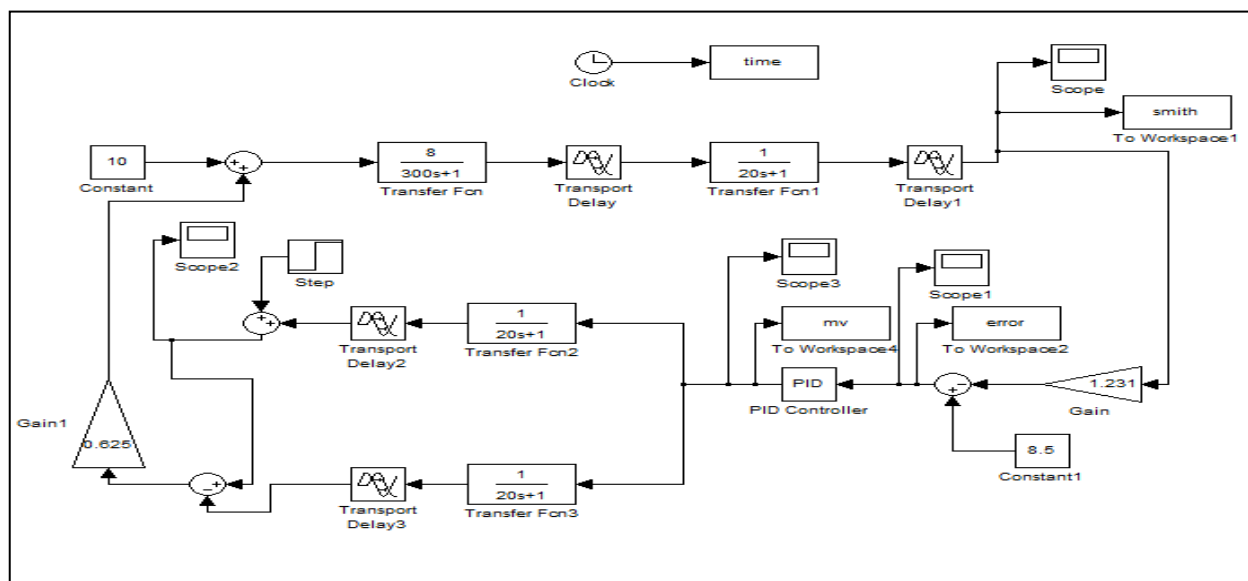 time
Clock
Scope
smith
To Workspace1
10
Constant
++
8
300s+1
Transfer Fcn
Transport
Delay
1
20s+1
Transfer Fcn1
Transport
Delay1
Scope2
Step
Scope3
Scope1
++
Transport
Delay2
1
20s+1
Transfer Fcn2
mv
To Workspace4
error
To Workspace2
PID
PID Controller
-
+
1.231
Gain
8.5
Constant1
Gain1
0.625
-+
Transport
Delay3
1
20s+1
Transfer Fcn3